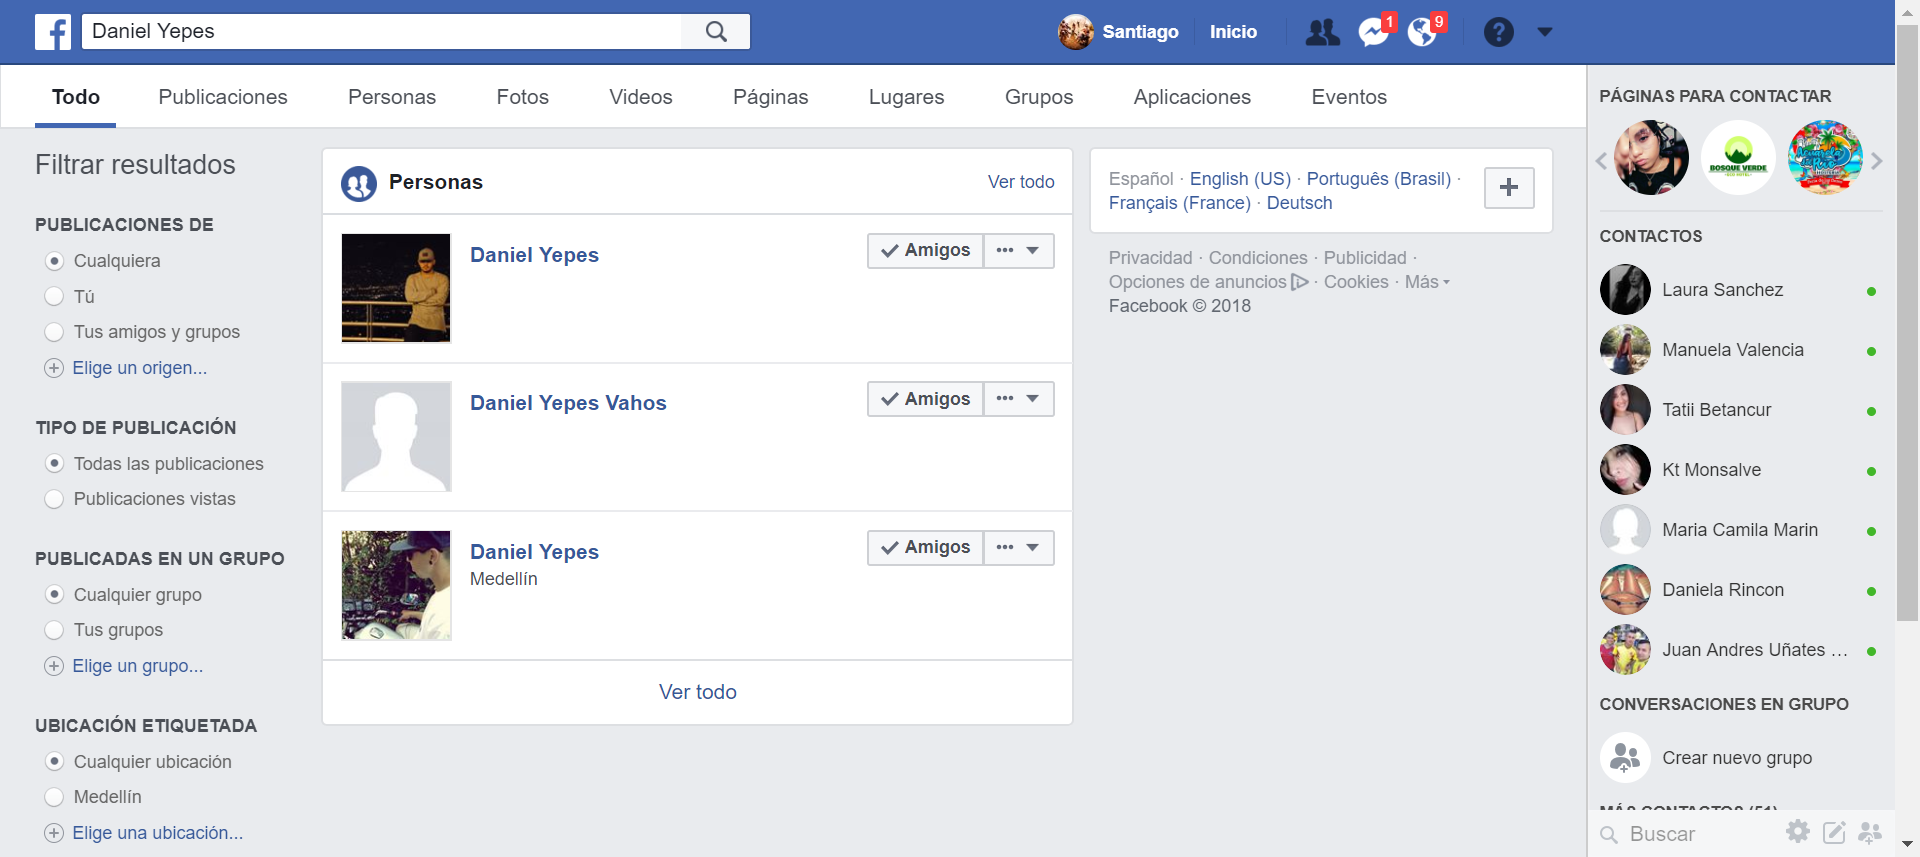 Daniel Yepes
Santiago
Inicio
1
9
Todo
Publicaciones
Personas
Fotos
Videos
Páginas
Lugares
Grupos
Aplicaciones
Eventos
Filtrar resultados
PUBLICACIONES DE
Cualquiera
Tú
Tus amigos y grupos
Elige un origen...
TIPO DE PUBLICACIÓN
Todas las publicaciones
Publicaciones vistas
PUBLICADAS EN UN GRUPO
Cualquier grupo
Tus grupos
Elige un grupo...
UBICACIÓN ETIQUETADA
Cualquier ubicación
Medellín
Elige una ubicación...
Personas
Ver todo
Daniel Yepes
Amigos
Daniel Yepes Vahos
Amigos
Daniel Yepes
Medellín
Amigos
Ver todo
Español · English (US) · Português (Brasil) ·
Français (France) · Deutsch
Privacidad · Condiciones · Publicidad ·
Opciones de anuncios · Cookies · Más
Facebook © 2018
PÁGINAS PARA CONTACTAR
BOSQUE VERDE
CONTACTOS
Laura Sanchez
Manuela Valencia
Tatii Betancur
Kt Monsalve
Maria Camila Marin
Daniela Rincon
Juan Andres Uñates ...
CONVERSACIONES EN GRUPO
Crear nuevo grupo
MÁS CONTACTOS (51)
Buscar